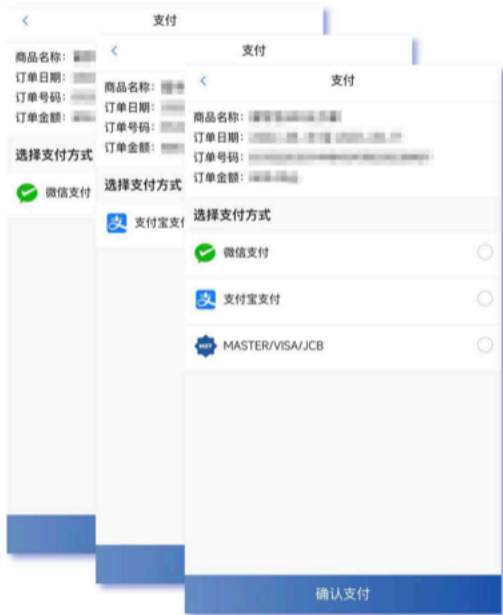 支付
商品名称：
订单日期：
订单号码：
订单金额：
选择支付方式
微信支付
支付
商品名称：
订单日期：
订单号码：
订单金额：
选择支付方式
支付宝支付
支付
商品名称：
订单日期：
订单号码：
订单金额：
选择支付方式
微信支付
支付宝支付
MASTER/VISA/JCB
确认支付